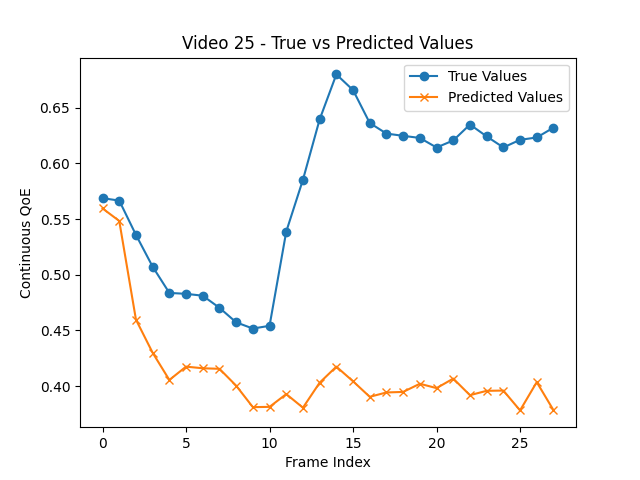 Video 25 - True vs Predicted Values
True Values
Predicted Values
Continuous QoE
0.65
0.60
0.55
0.50
0.45
0.40
0 5 10 15 20 25
Frame Index